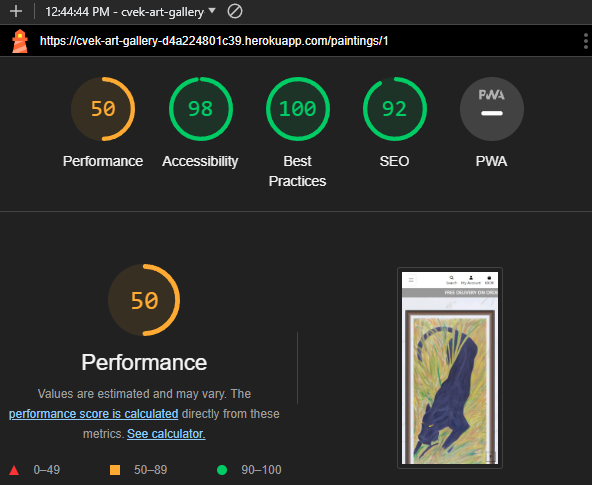 12:44:44 PM - cvek-art-gallery
https://cvek-art-gallery-d4a224801c39.herokuapp.com/paintings/1
50
98
100
92
PWA
Performance
Accessibility
Best
Practices
SEO
PWA
50
Performance
Values are estimated and may vary. The
performance score is calculated directly from these
metrics. See calculator.
0–49
50–89
90–100
Search My Account
FREE DELIVERY ON